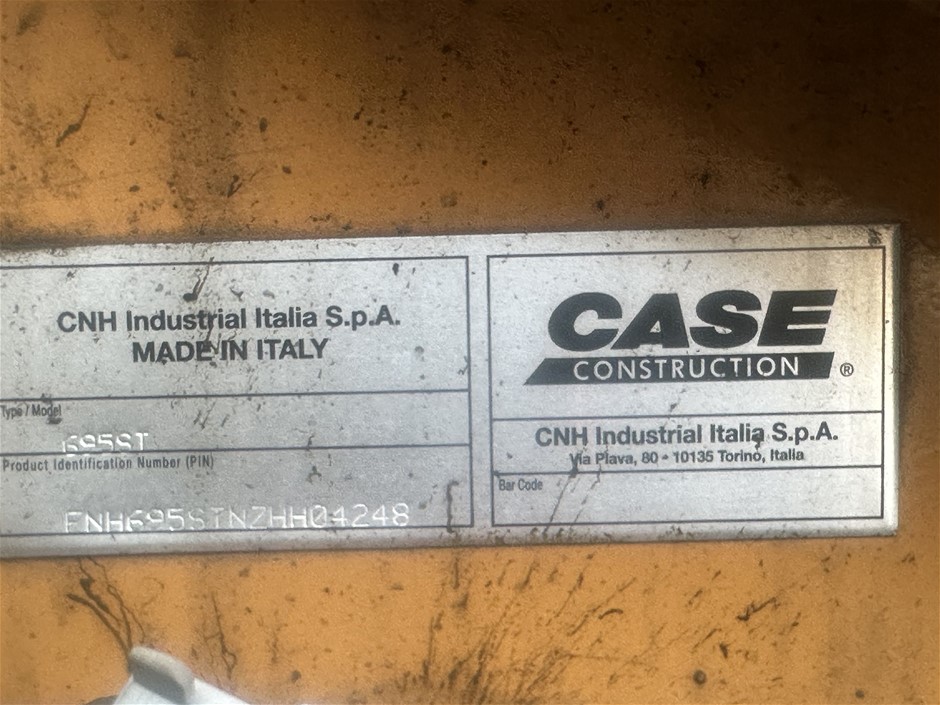 CNH Industrial Italia S.p.A.
MADE IN ITALY
Type / Model
695ST
Product Identification Number (PIN)
FNH695STNZHH04248
CASE
CONSTRUCTION ®
CNH Industrial Italia S.p.A.
Via Plava, 80 - 10135 Torino, Italia
Bar Code